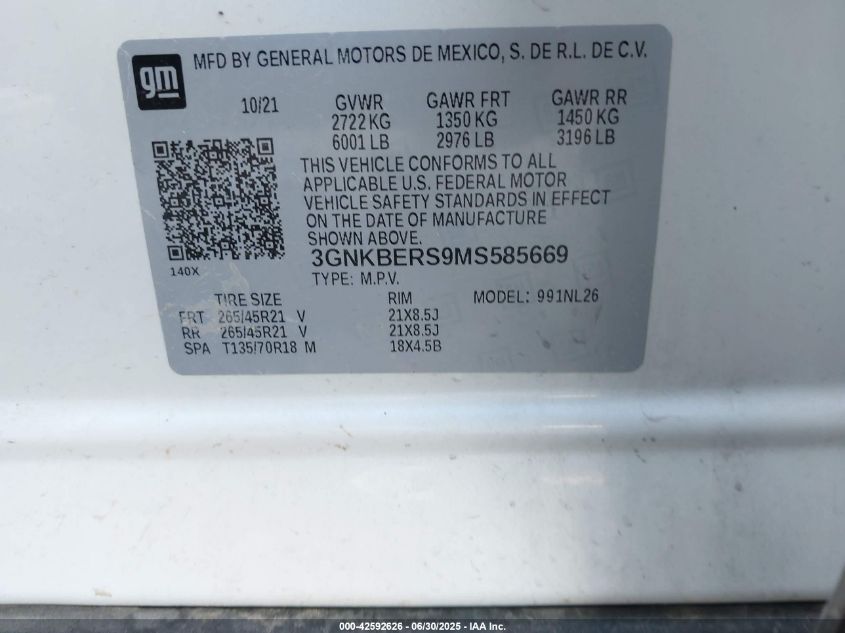 gm
MFD BY GENERAL MOTORS DE MEXICO, S. DE R.L. DE C.V.
10/21 GVWR GAWR FRT GAWR RR
2722 KG 1350 KG 1450 KG
6001 LB 2976 LB 3196 LB
THIS VEHICLE CONFORMS TO ALL
APPLICABLE U.S. FEDERAL MOTOR
VEHICLE SAFETY STANDARDS IN EFFECT
ON THE DATE OF MANUFACTURE
SHOWN ABOVE.
140X
3GNKBERS9MS585669
TYPE: M.P.V.
TIRE SIZE RIM MODEL: 991NL26
FRT 265/45R21 V 21X8.5J
RR 265/45R21 V 21X8.5J
SPA T135/70R18 M 18X4.5B
000-42592626 - 06/30/2025 - IAA Inc.